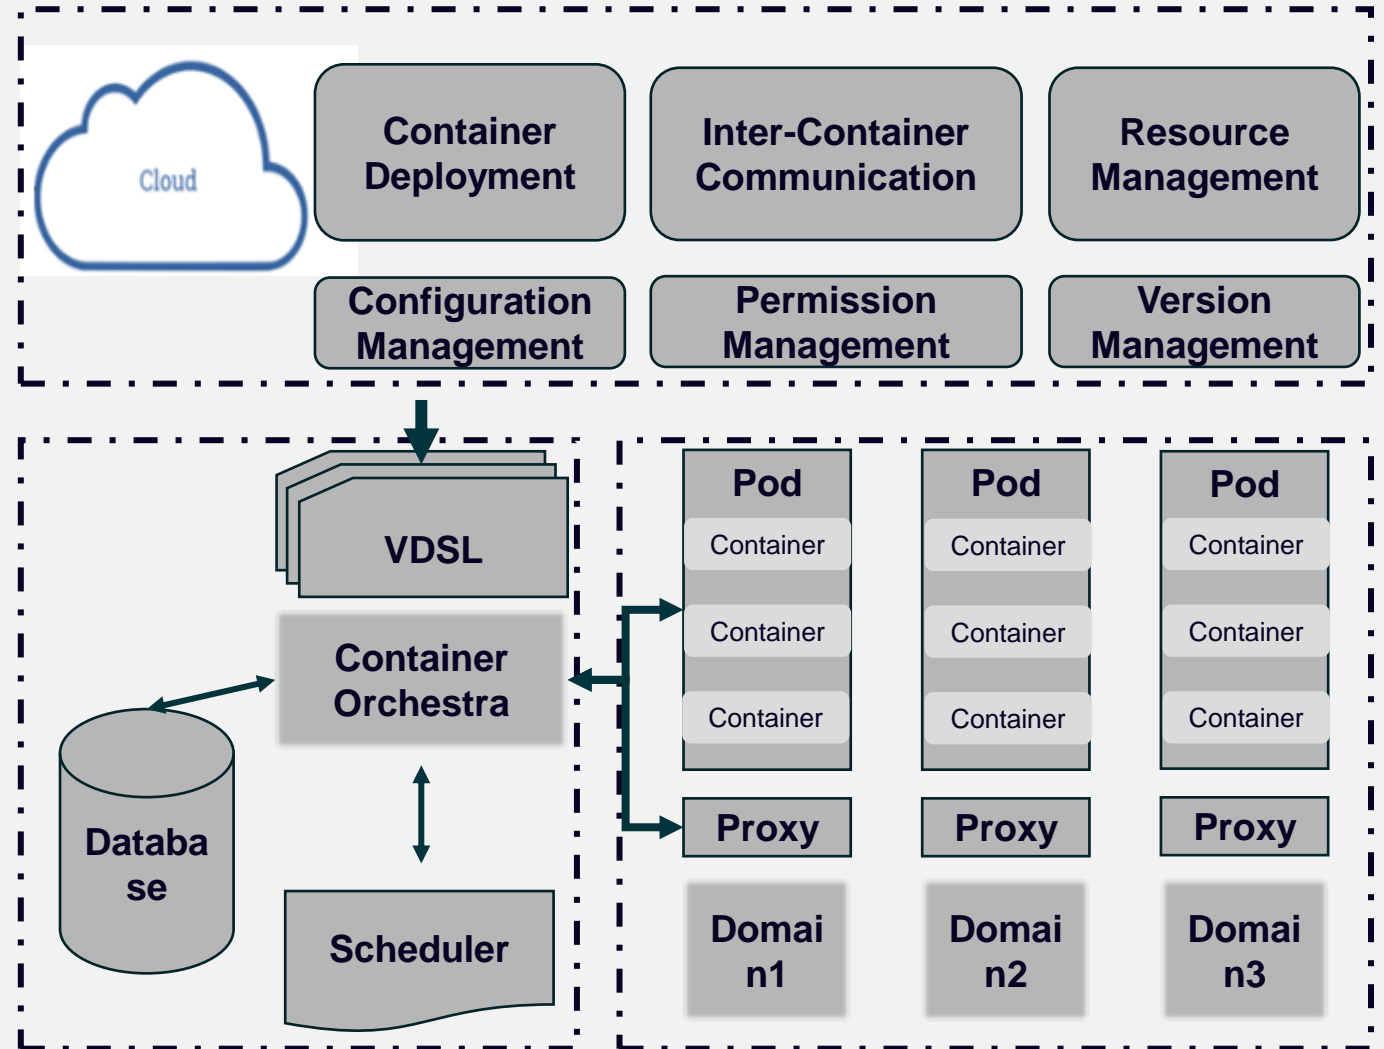 Cloud
Container
Deployment
Inter-Container
Communication
Resource
Management
Configuration
Management
Permission
Management
Version
Management
VDSL
Container
Orchestra
Databa
se
Scheduler
Pod
Container
Container
Container
Proxy
Domai
n1
Pod
Container
Container
Container
Proxy
Domai
n2
Pod
Container
Container
Container
Proxy
Domai
n3